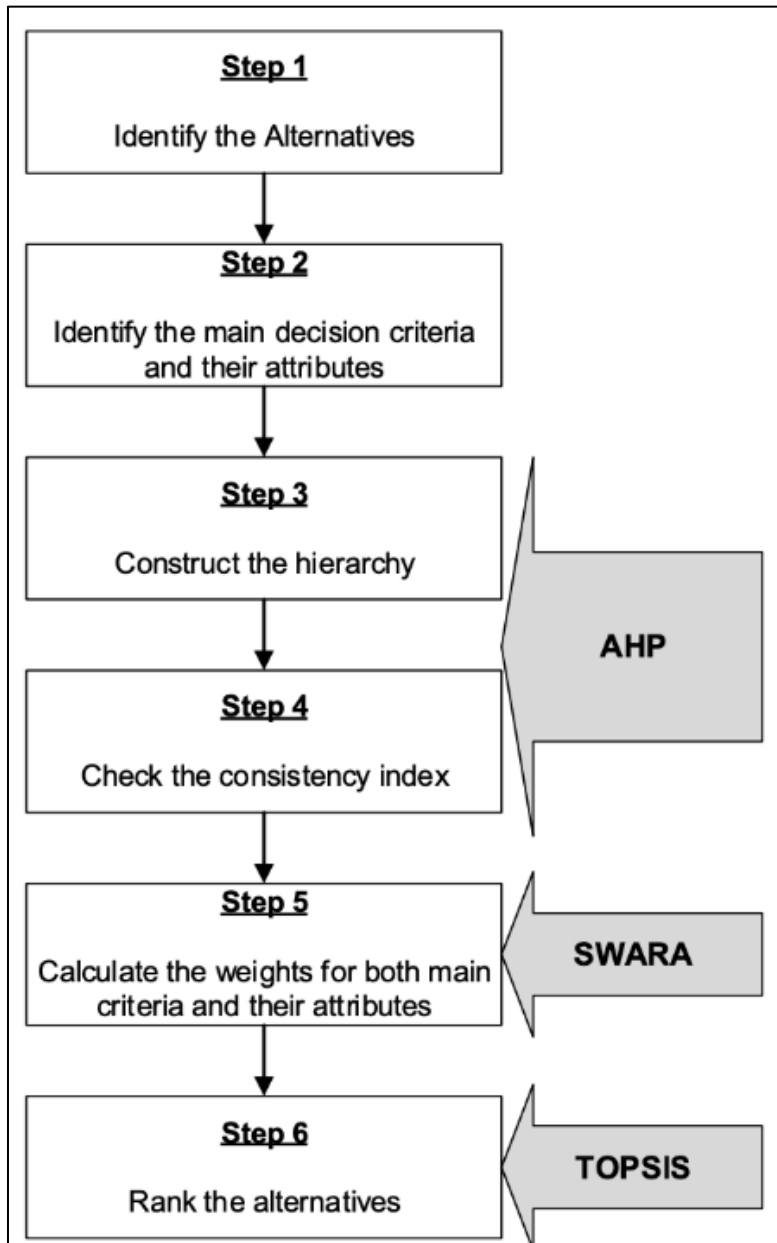 Step 1
Identify the Alternatives
Step 2
Identify the main decision criteria
and their attributes
Step 3
Construct the hierarchy
AHP
Step 4
Check the consistency index
Step 5
Calculate the weights for both main
criteria and their attributes
SWARA
Step 6
Rank the alternatives
TOPSIS